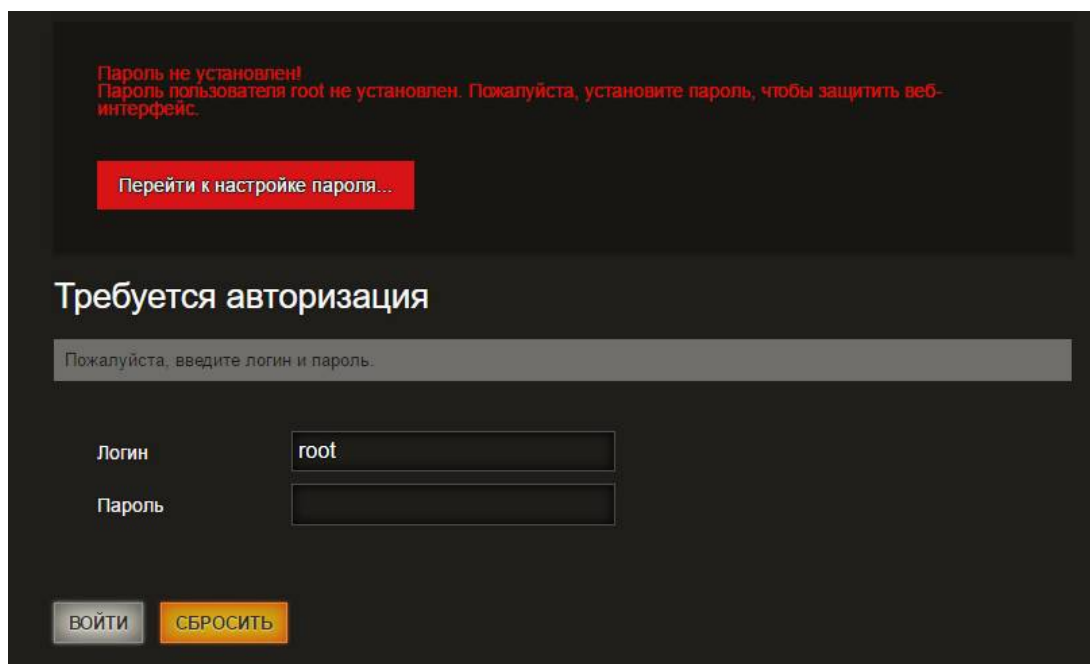 Пароль не установлен!
Пароль пользователя root не установлен. Пожалуйста, установите пароль, чтобы защитить веб-
интерфейс.
Перейти к настройке пароля...
Требуется авторизация
Пожалуйста, введите логин и пароль.
Логин root
Пароль
ВОЙТИ СБРОСИТЬ